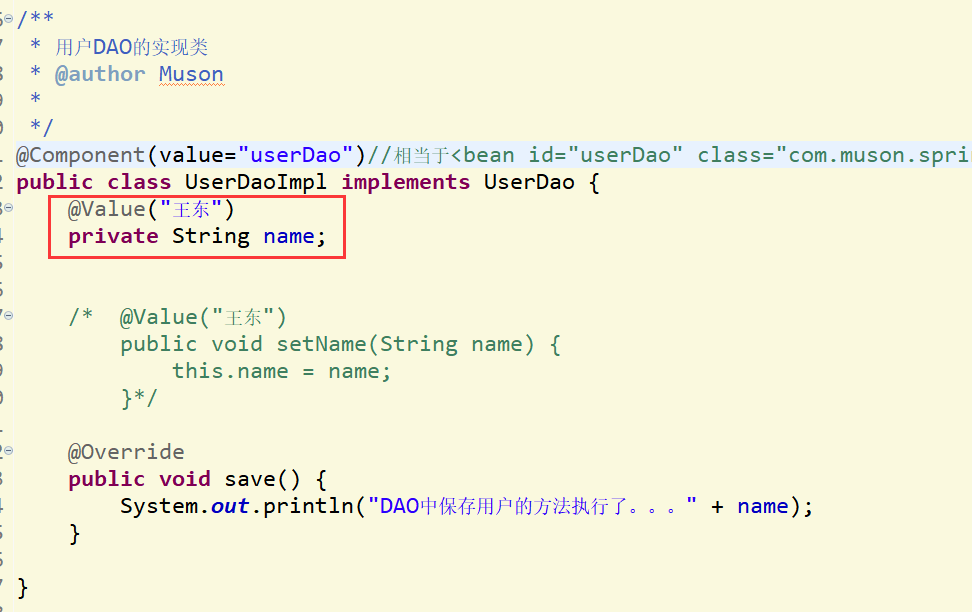 /**
 * 用户DAO的实现类
 * @author Muson
 *
 */
@Component(value="userDao")//相当于<bean id="userDao" class="com.muson.spri
public class UserDaoImpl implements UserDao {
    @Value("王东")
    private String name;
    /*  @Value("王东")
        public void setName(String name) {
            this.name = name;
        }*/
    @Override
    public void save() {
        System.out.println("DAO中保存用户的方法执行了。。。" + name);
    }
}